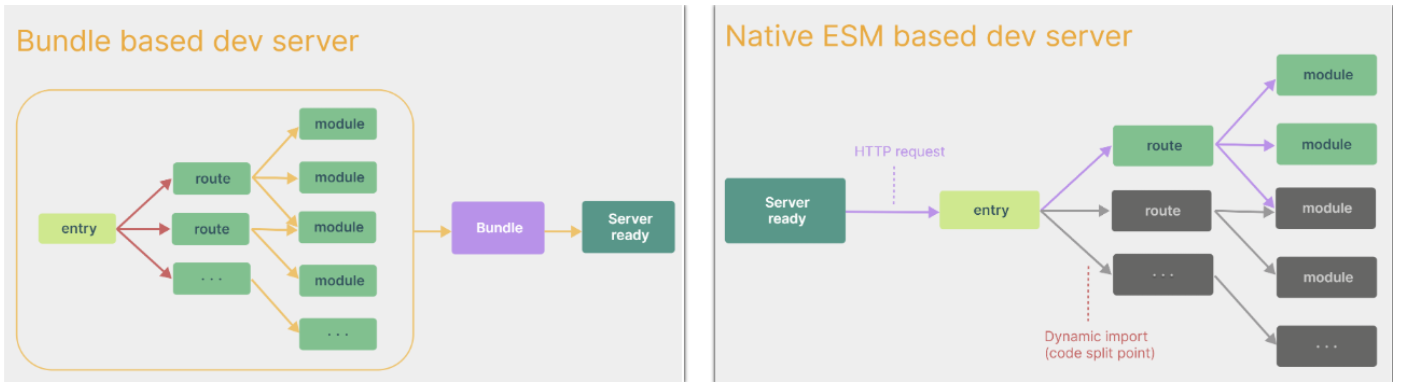 Bundle based dev server
module
route
module
entry
route
module
Bundle
Server
ready
. . .
module
. . .
Native ESM based dev server
module
HTTP request
route
module
Server
ready
entry
route
module
. . .
module
Dynamic import
(code split point)
. . .